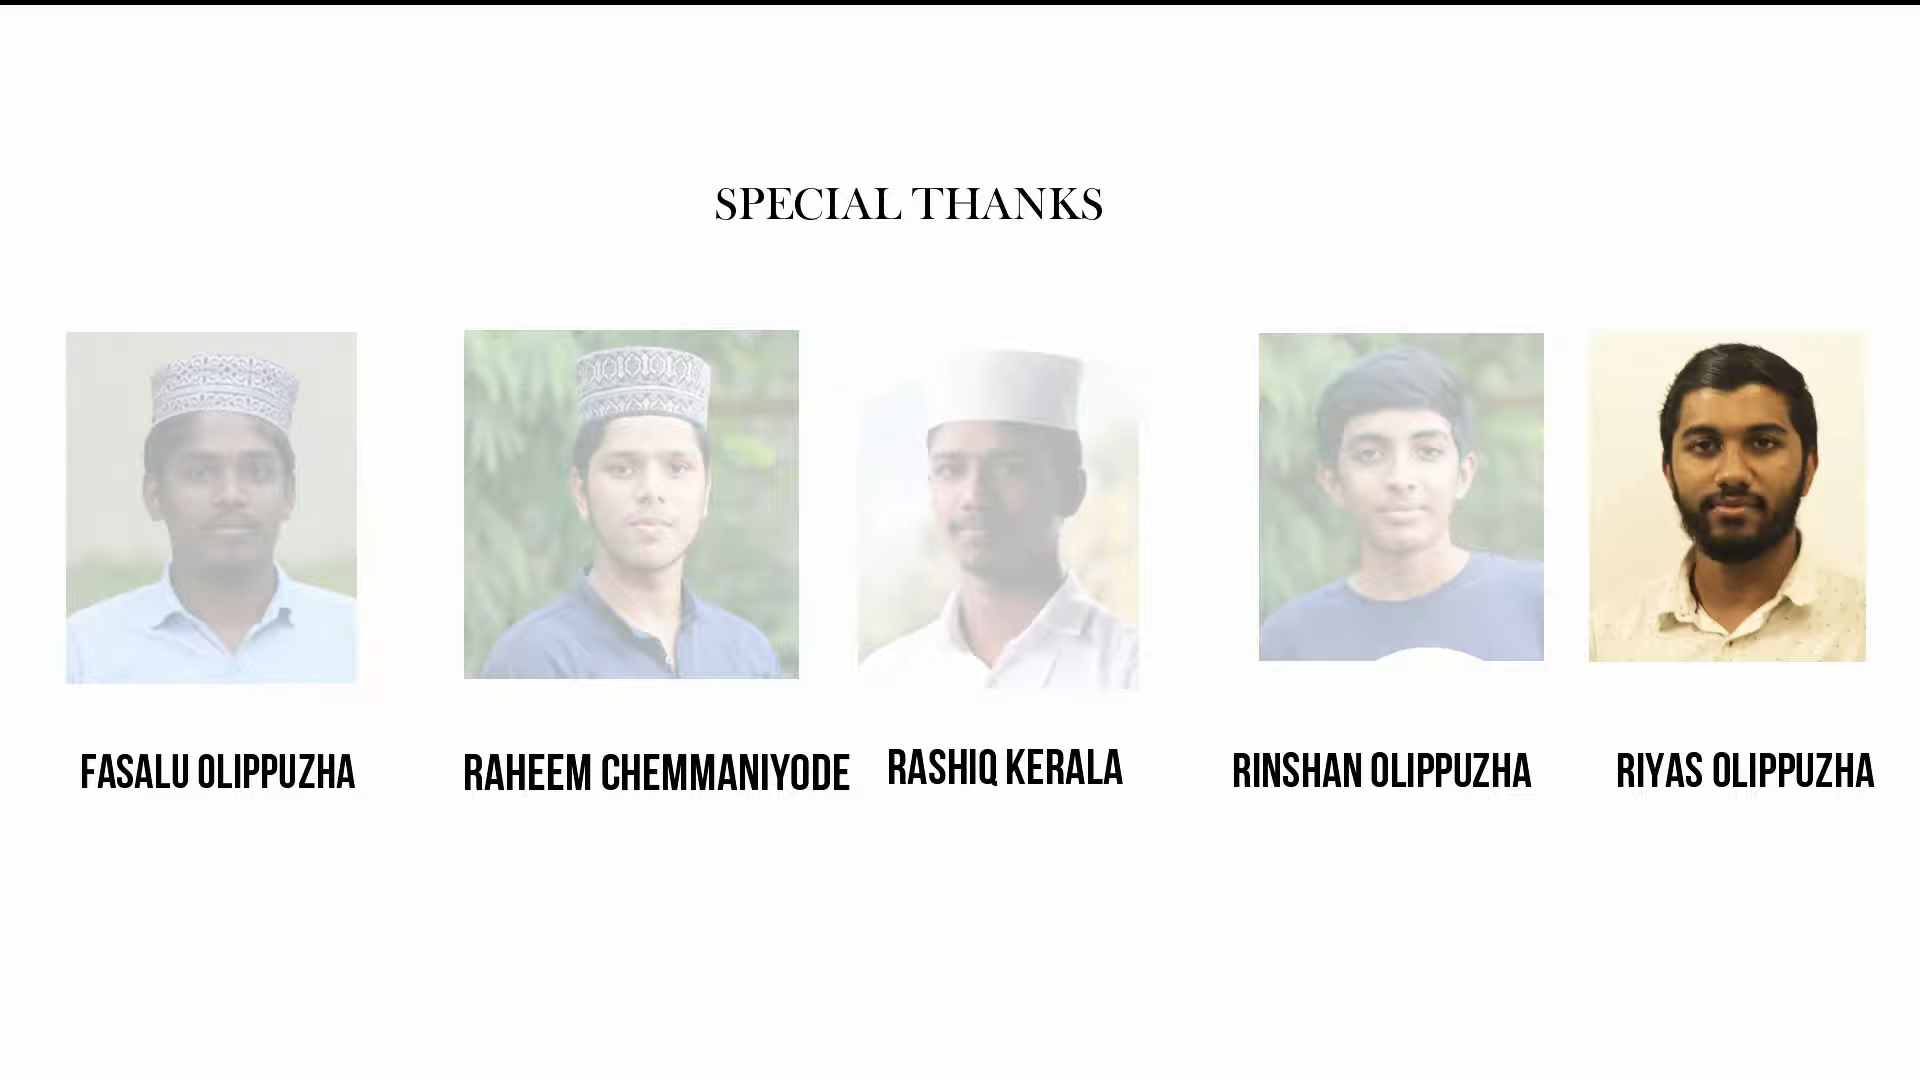 SPECIAL THANKS
FASALU OLIPPUZHA
RAHEEM CHEMMANIYODE
RASHIQ KERALA
RINSHAN OLIPPUZHA
RIYAS OLIPPUZHA